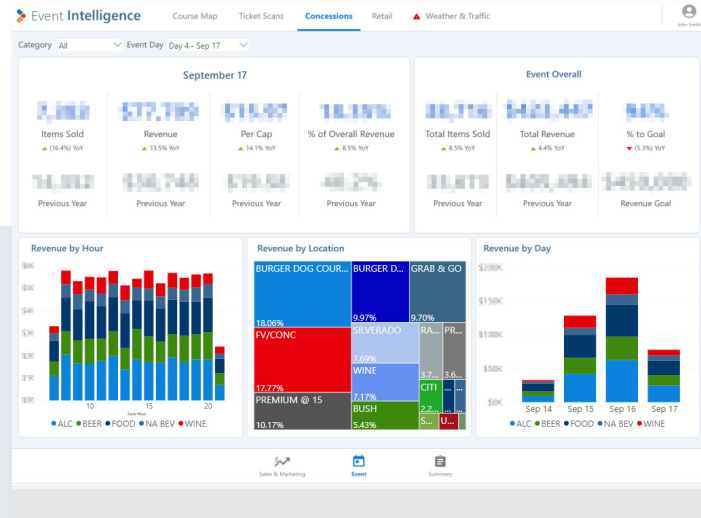 Event Intelligence
Course Map Ticket Scans Concessions Retail Weather & Traffic
John Smith
Category All Event Day Day 4 - Sep 17
September 17
Items Sold Revenue Per Cap % of Overall Revenue
(16.4%) YoY 13.5% YoY 14.1% YoY 8.5% YoY
Previous Year Previous Year Previous Year Previous Year
Event Overall
Total Items Sold Total Revenue % to Goal
8.5% YoY 4.4% YoY (5.3%) YoY
Previous Year Previous Year Revenue Goal
Revenue by Hour
10 15 20
Sale Hour
ALC BEER FOOD NA BEV WINE
Revenue by Location
BURGER DOG COUR... BURGER D... GRAB & GO
18.06% 9.97% 9.70%
FV/CONC SILVERADO RA... PR...
7.69%
WINE 3.7... 3.6...
17.77% 7.17% CITI ... ...
PREMIUM @ 15 BUSH 2.2... ... ...
10.17% 5.43% S... U...
Revenue by Day
$200K
$150K
$100K
$50K
$0K
Sep 14 Sep 15 Sep 16 Sep 17
ALC BEER FOOD NA BEV WINE
Sales & Marketing Event Summary